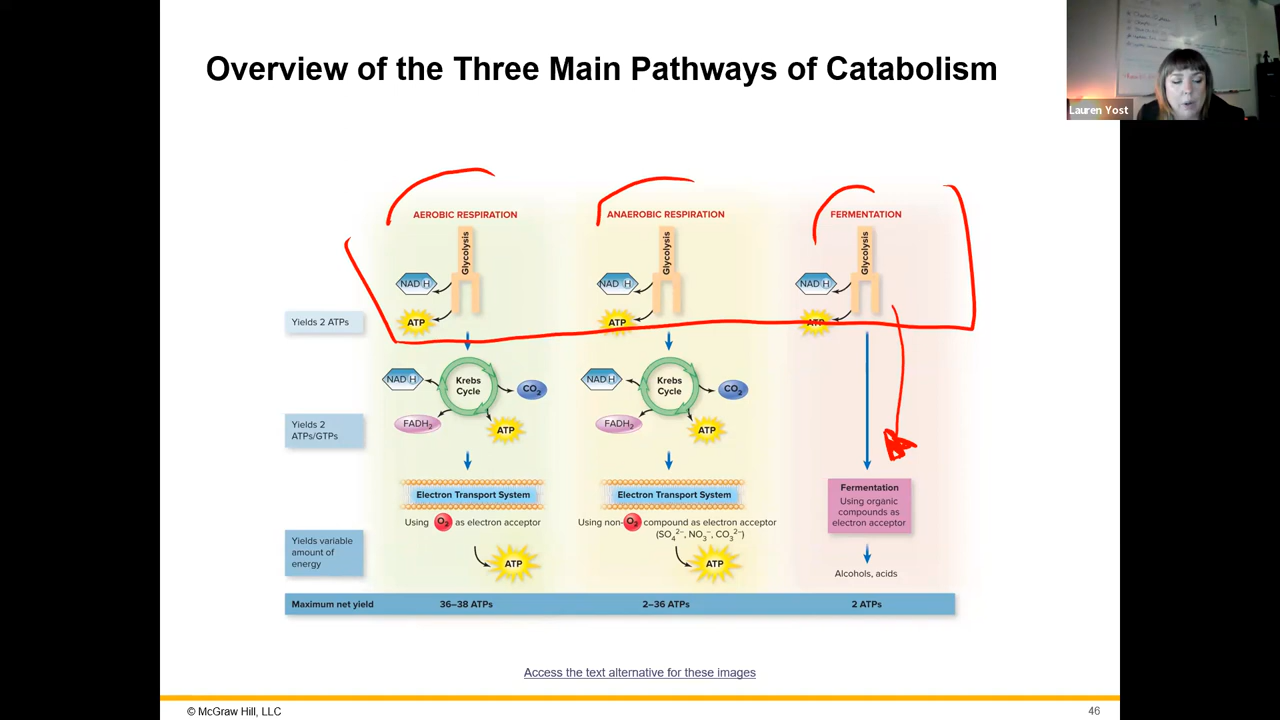 Overview of the Three Main Pathways of Catabolism
Lauren Yost
AEROBIC RESPIRATION
ANAEROBIC RESPIRATION
FERMENTATION
Glycolysis
Glycolysis
Glycolysis
NAD H
NAD H
NAD H
Yields 2 ATPs
ATP
ATP
ATP
NAD H
Krebs
Cycle
CO₂
NAD H
Krebs
Cycle
CO₂
Yields 2
ATPs/GTPs
FADH₂
ATP
FADH₂
ATP
Electron Transport System
Electron Transport System
Fermentation
Using organic
compounds as
electron acceptor
Using O₂ as electron acceptor
Using non-O₂ compound as electron acceptor
(SO₄²⁻, NO₃⁻, CO₃²⁻)
Yields variable
amount of
energy
ATP
ATP
Alcohols, acids
Maximum net yield 36–38 ATPs 2–36 ATPs 2 ATPs
Access the text alternative for these images
© McGraw Hill, LLC
46